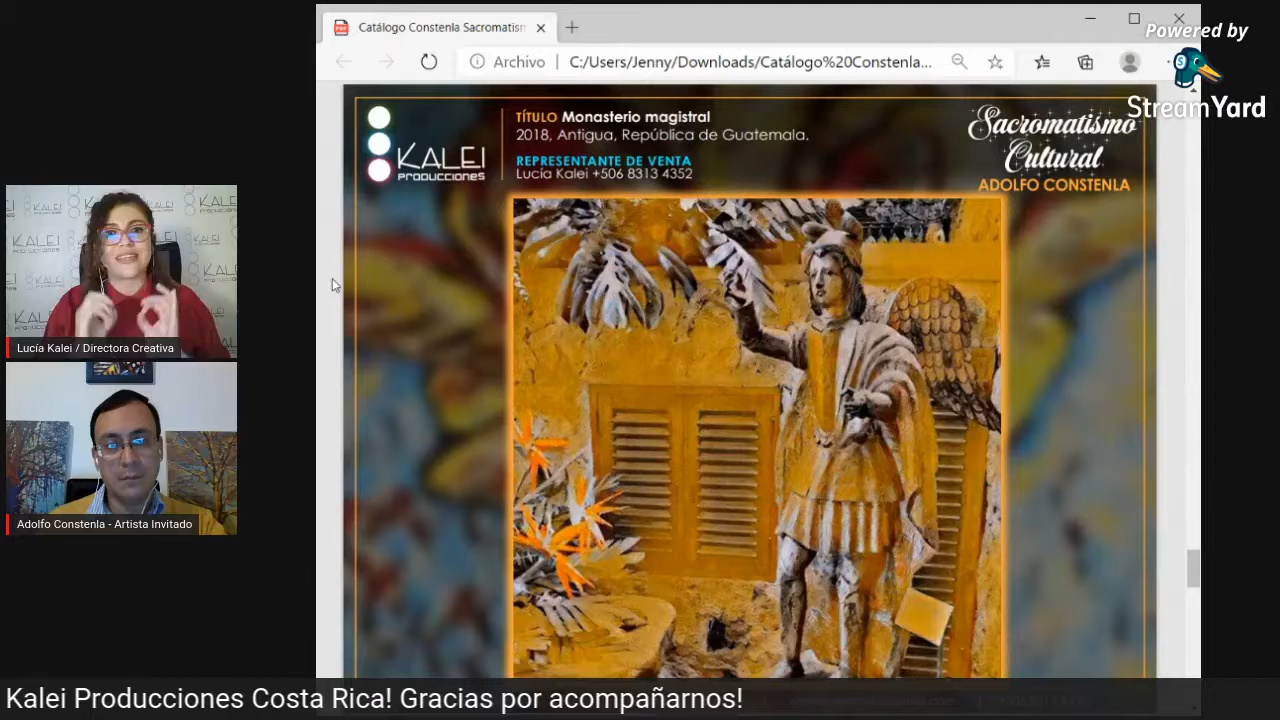 Catálogo Constenla Sacromatism
Archivo
C:/Users/Jenny/Downloads/Catálogo%20Constenla...
Powered by
StreamYard
KALEI
PRODUCCIONES
TÍTULO Monasterio magistral
2018, Antigua, República de Guatemala.
REPRESENTANTE DE VENTA
Lucía Kalei +506 8313 4352
Sacromatismo
Cultural
ADOLFO CONSTENLA
KALEI
Lucía Kalei / Directora Creativa
Adolfo Constenla - Artista Invitado
Kalei Producciones Costa Rica! Gracias por acompañarnos!